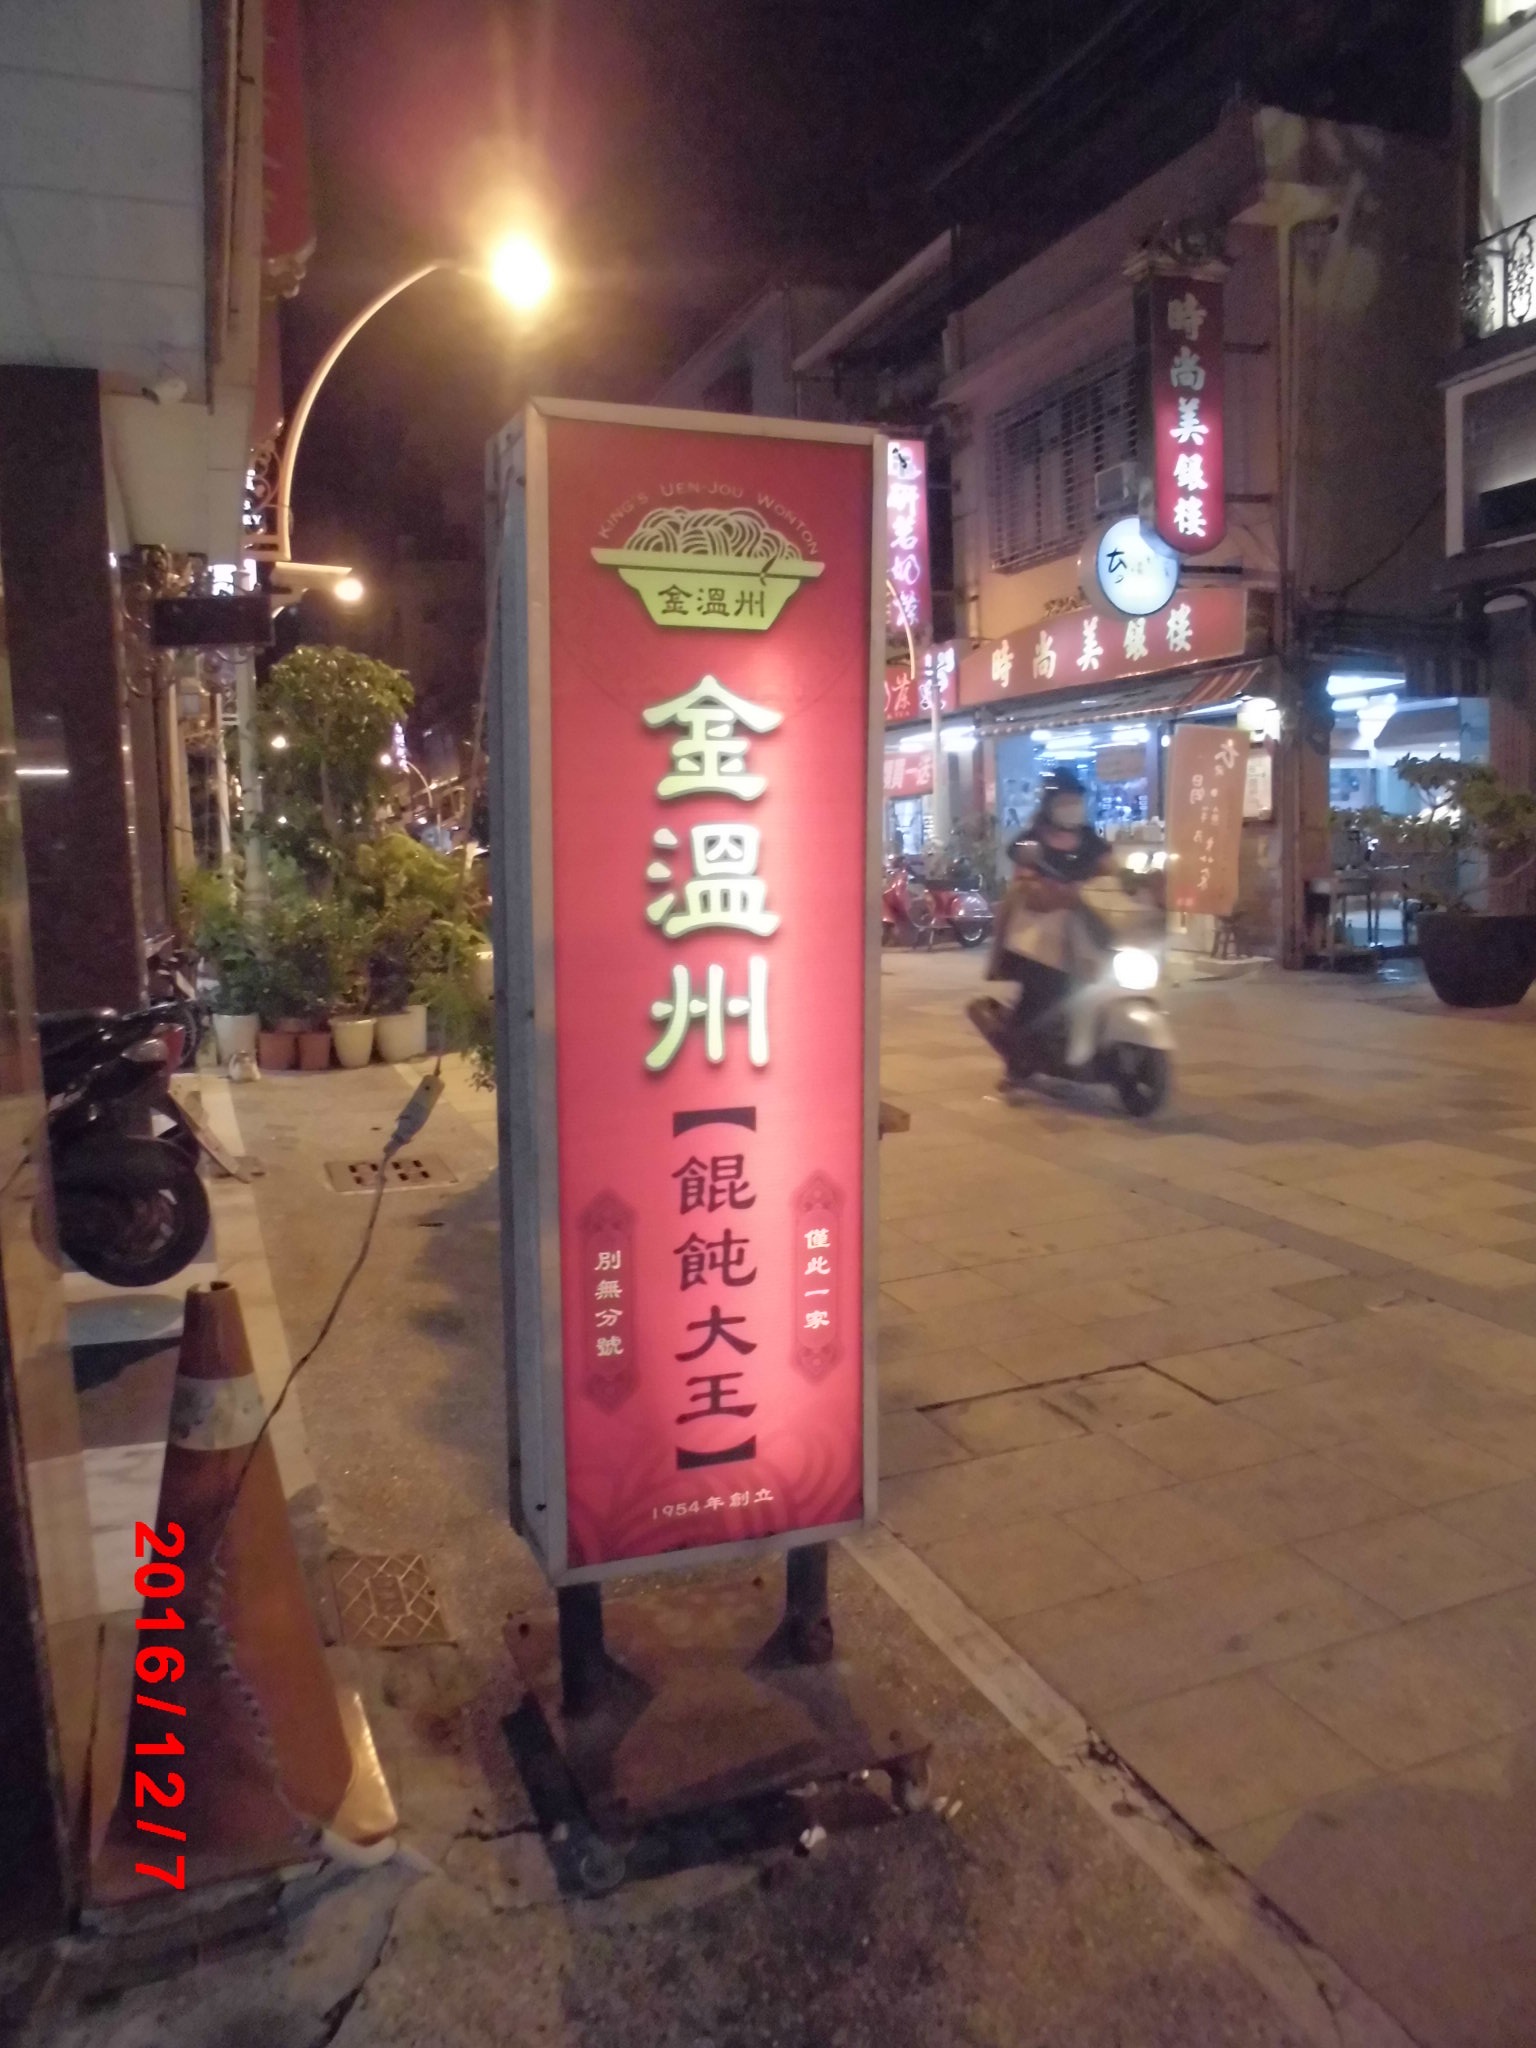 KING'S UEN-JOU WONTON
金溫州
金溫州
【餛飩大王】
僅此一家
別無分號
1954年創立
時尚美銀樓
時尚美銀樓
2016/12/7